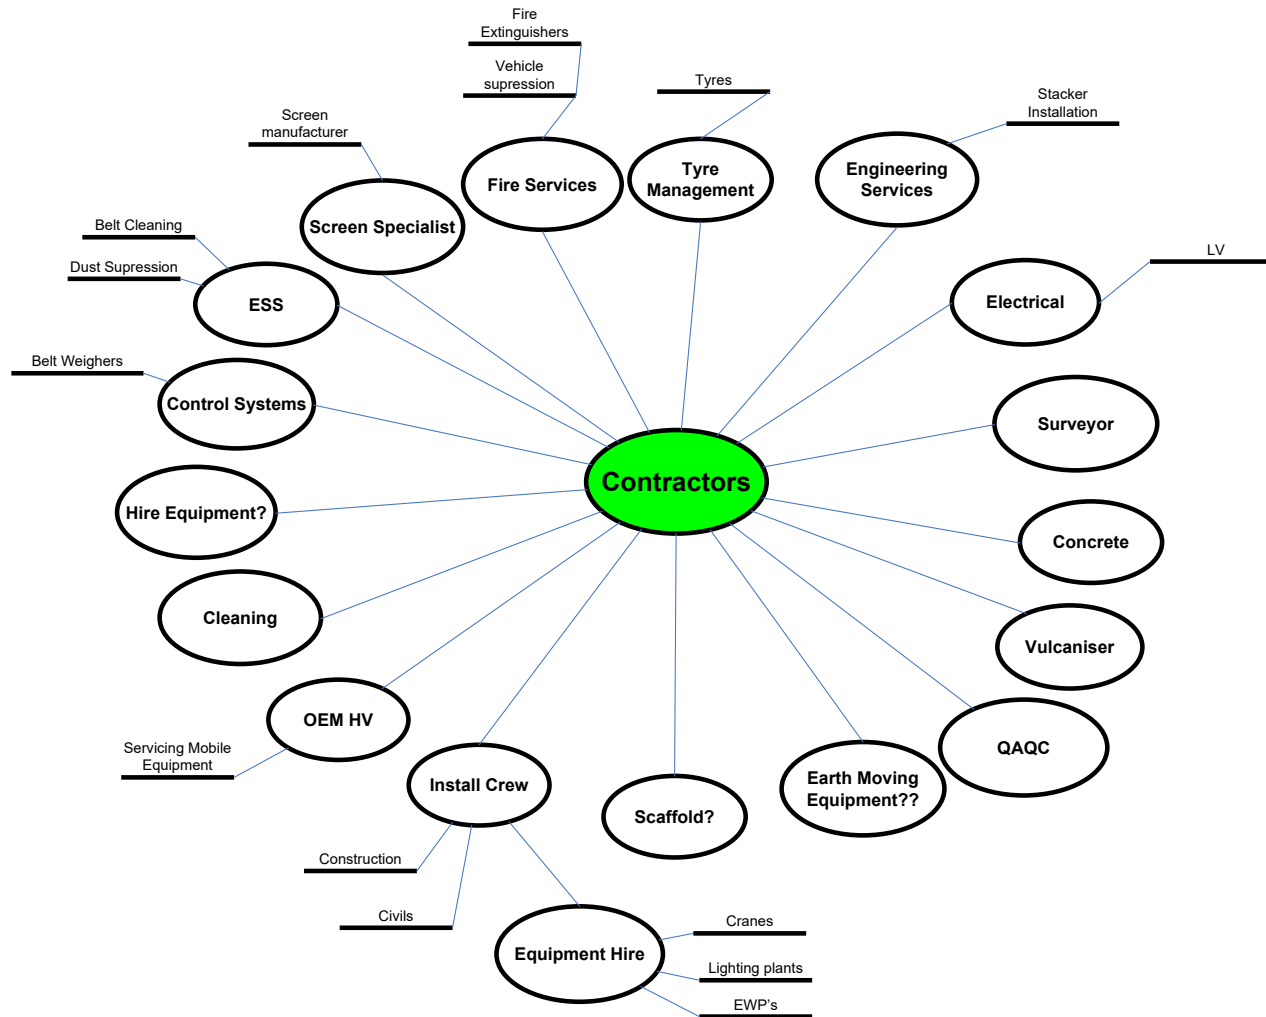 Fire
Extinguishers
Vehicle
supression
Tyres
Stacker
Installation
Screen
manufacturer
Fire Services
Tyre
Management
Engineering
Services
Screen Specialist
Belt Cleaning
Dust Supression
ESS
LV
Electrical
Belt Weighers
Control Systems
Surveyor
Contractors
Hire Equipment?
Concrete
Cleaning
Vulcaniser
OEM HV
QAQC
Servicing Mobile
Equipment
Install Crew
Scaffold?
Earth Moving
Equipment??
Construction
Civils
Equipment Hire
Cranes
Lighting plants
EWP's